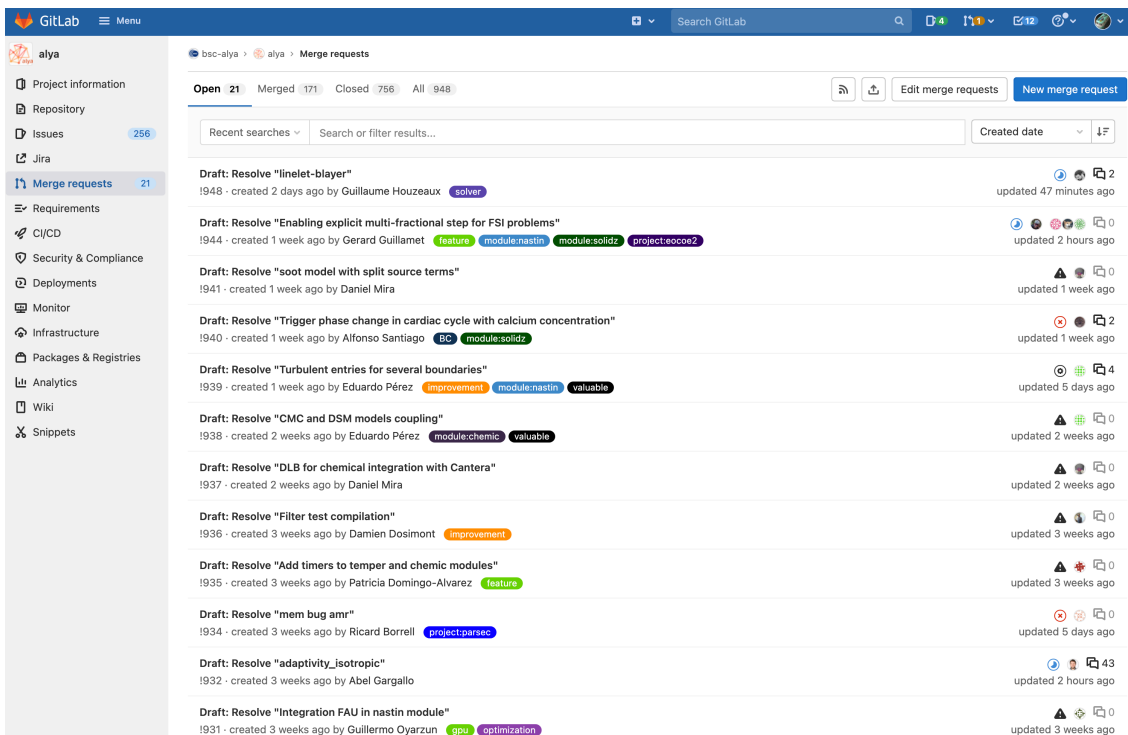 GitLab Menu Search GitLab 4 1 12
alya
Project information
Repository
Issues 256
Jira
Merge requests 21
Requirements
CI/CD
Security & Compliance
Deployments
Monitor
Infrastructure
Packages & Registries
Analytics
Wiki
Snippets
bsc-alya > alya > Merge requests
Open 21 Merged 171 Closed 756 All 948 Edit merge requests New merge request
Recent searches Search or filter results... Created date
Draft: Resolve "linelet-blayer" 2
!948 · created 2 days ago by Guillaume Houzeaux solver updated 47 minutes ago
Draft: Resolve "Enabling explicit multi-fractional step for FSI problems" 0
!944 · created 1 week ago by Gerard Guillamet feature module:nastin module:solidz project:eocoe2 updated 2 hours ago
Draft: Resolve "soot model with split source terms" 0
!941 · created 1 week ago by Daniel Mira updated 1 week ago
Draft: Resolve "Trigger phase change in cardiac cycle with calcium concentration" 2
!940 · created 1 week ago by Alfonso Santiago BC module:solidz updated 1 week ago
Draft: Resolve "Turbulent entries for several boundaries" 4
!939 · created 1 week ago by Eduardo Pérez improvement module:nastin valuable updated 5 days ago
Draft: Resolve "CMC and DSM models coupling" 0
!938 · created 2 weeks ago by Eduardo Pérez module:chemic valuable updated 2 weeks ago
Draft: Resolve "DLB for chemical integration with Cantera" 0
!937 · created 2 weeks ago by Daniel Mira updated 2 weeks ago
Draft: Resolve "Filter test compilation" 0
!936 · created 3 weeks ago by Damien Dosimont improvement updated 3 weeks ago
Draft: Resolve "Add timers to temper and chemic modules" 0
!935 · created 3 weeks ago by Patricia Domingo-Alvarez feature updated 3 weeks ago
Draft: Resolve "mem bug amr" 0
!934 · created 3 weeks ago by Ricard Borrell project:parsec updated 5 days ago
Draft: Resolve "adaptivity_isotropic" 43
!932 · created 3 weeks ago by Abel Gargallo updated 2 hours ago
Draft: Resolve "Integration FAU in nastin module" 0
!931 · created 3 weeks ago by Guillermo Oyarzun gpu optimization updated 3 weeks ago